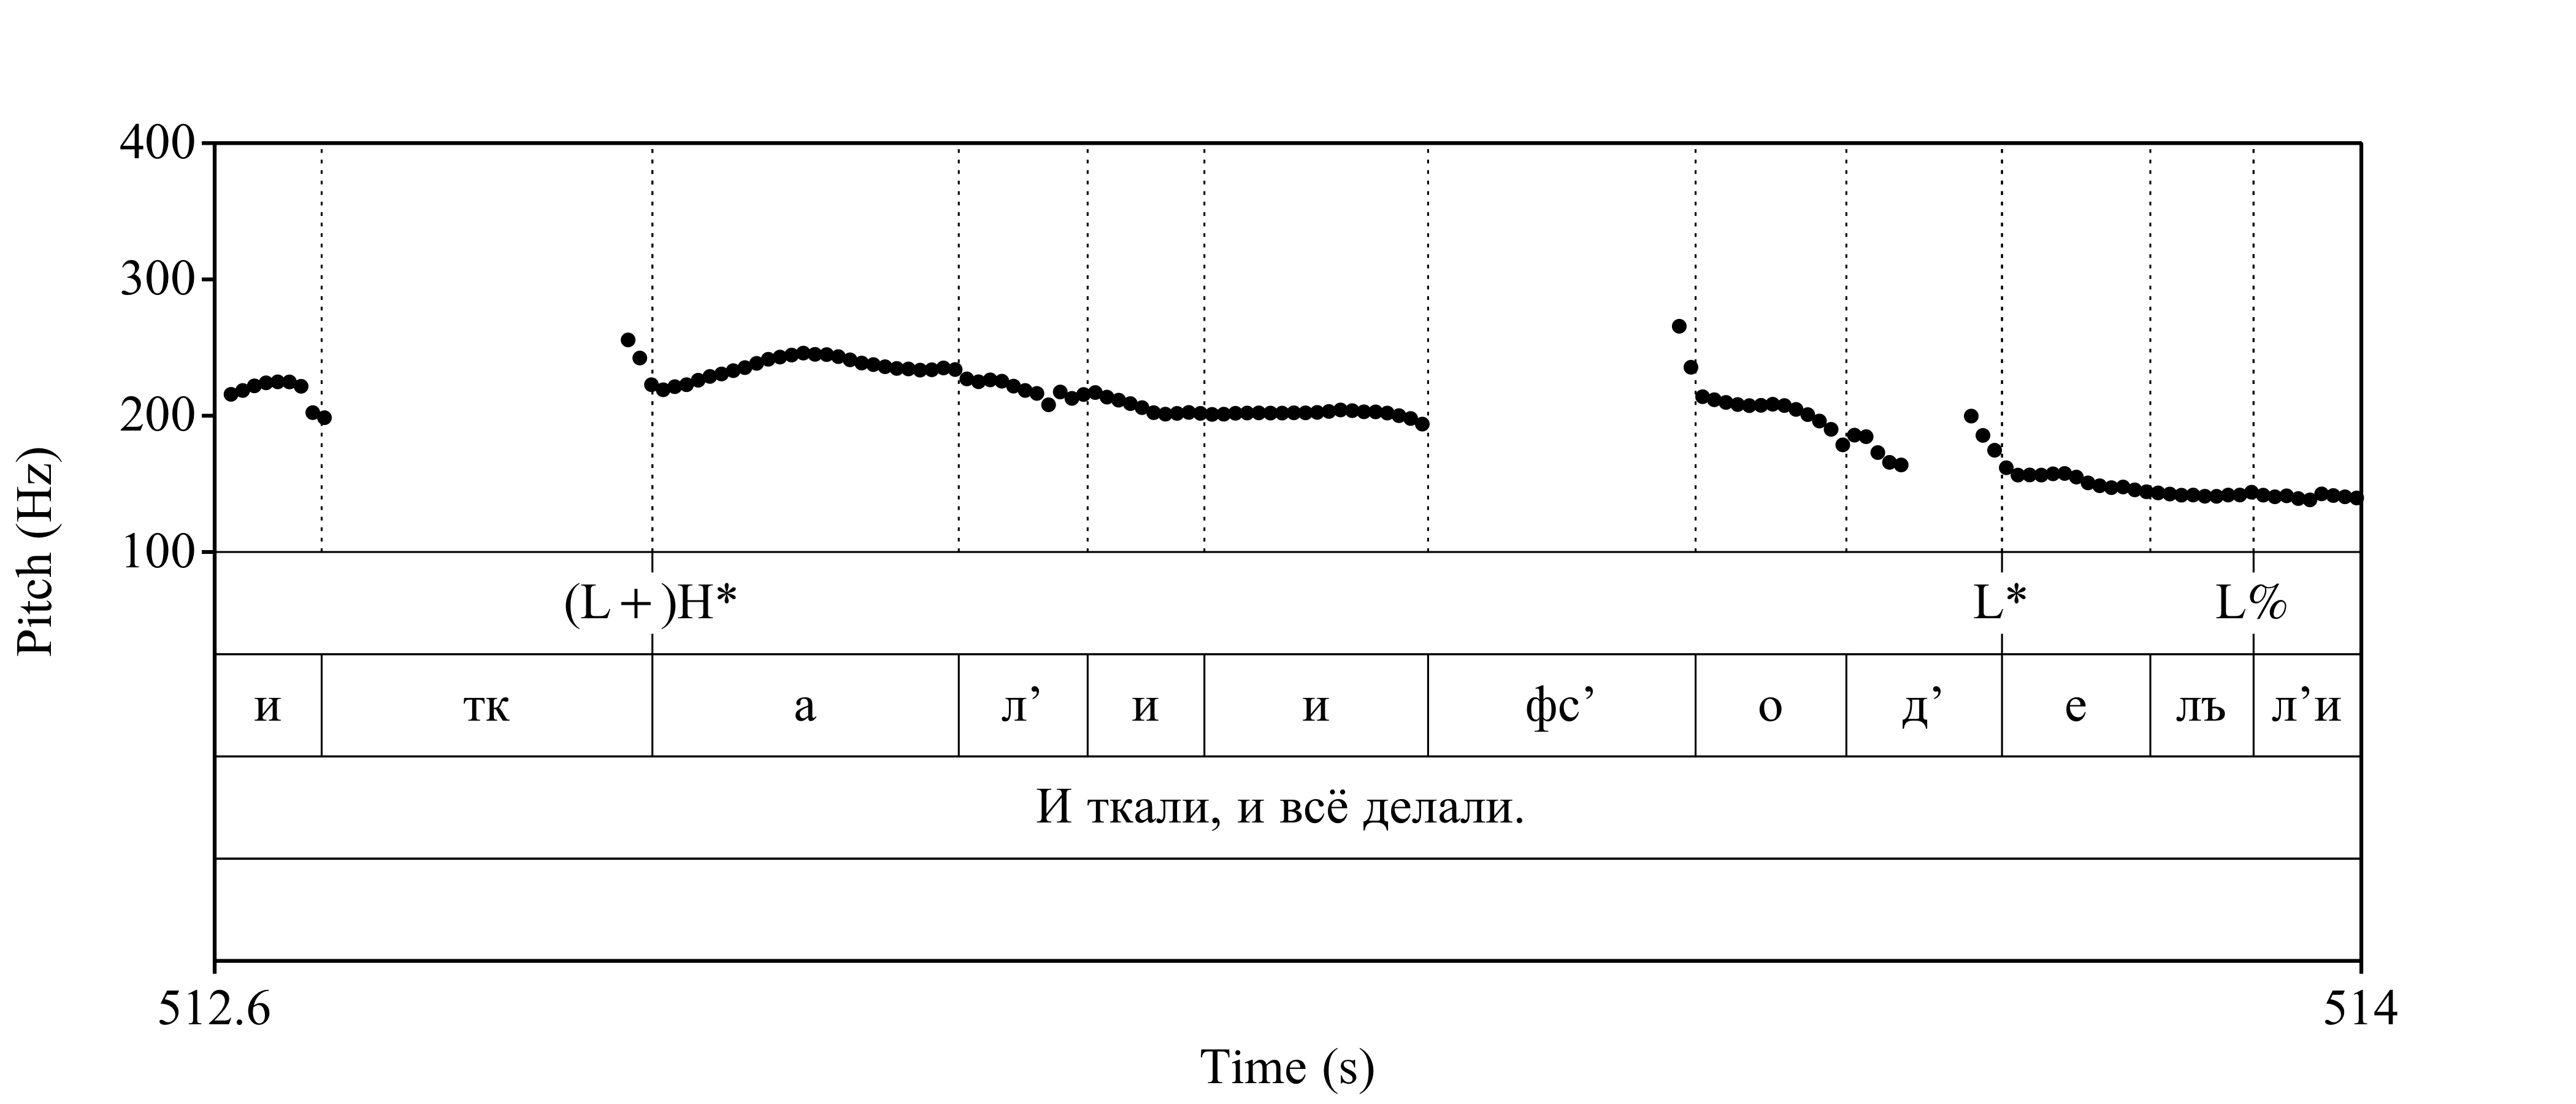 400
300
200
100
Pitch (Hz)
(L+)H* L* L%
и тк а л’ и и фс’ о д’ е лъ л’и
И ткали, и всё делали.
512.6 514
Time (s)